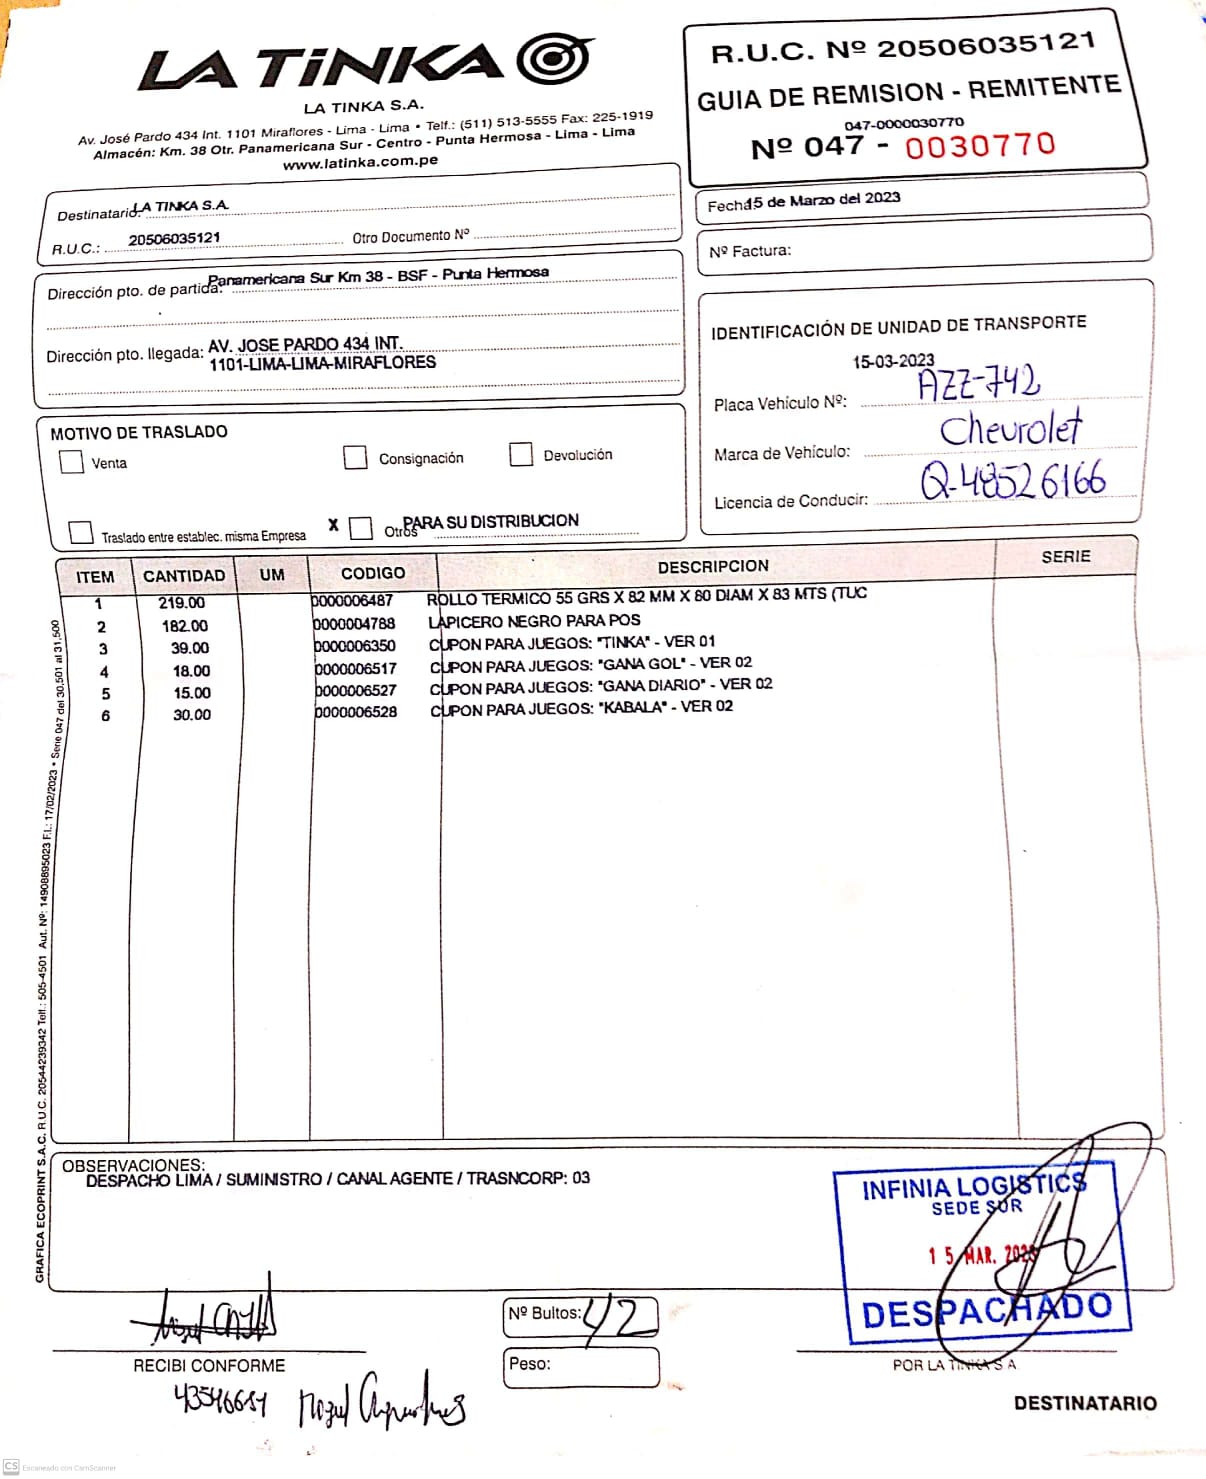 LA TiNKA
LA TINKA S.A.
Av. José Pardo 434 Int. 1101 Miraflores - Lima - Lima • Telf.: (511) 513-5555 Fax: 225-1919
Almacén: Km. 38 Otr. Panamericana Sur - Centro - Punta Hermosa - Lima - Lima
www.latinka.com.pe
R.U.C. Nº 20506035121
GUIA DE REMISION - REMITENTE
047-0000030770
Nº 047 - 0030770
Destinatario: LA TINKA S.A.
R.U.C.: 20506035121 Otro Documento Nº
Fecha: 15 de Marzo del 2023
Nº Factura:
Dirección pto. de partida: Panamericana Sur Km 38 - BSF - Punta Hermosa
Dirección pto. llegada: AV. JOSE PARDO 434 INT.
1101-LIMA-LIMA-MIRAFLORES
IDENTIFICACIÓN DE UNIDAD DE TRANSPORTE
15-03-2023
Placa Vehículo Nº: AZZ-742
Marca de Vehículo: Chevrolet
Licencia de Conducir: Q-48526166
MOTIVO DE TRASLADO
Venta Consignación Devolución
Traslado entre establec. misma Empresa X Otros PARA SU DISTRIBUCION
ITEM CANTIDAD UM CODIGO DESCRIPCION SERIE
1 219.00 0000006487 ROLLO TERMICO 55 GRS X 82 MM X 80 DIAM X 83 MTS (TUC
2 182.00 0000004788 LAPICERO NEGRO PARA POS
3 39.00 0000006350 CUPON PARA JUEGOS: "TINKA" - VER 01
4 18.00 0000006517 CUPON PARA JUEGOS: "GANA GOL" - VER 02
5 15.00 0000006527 CUPON PARA JUEGOS: "GANA DIARIO" - VER 02
6 30.00 0000006528 CUPON PARA JUEGOS: "KABALA" - VER 02
GRAFICA ECOPRINT S.A.C. R.U.C. 20544239342 Telf.: 505-4501 Aut. Nº: 14908895023 F.I.: 17/02/2023 • Serie 047 del 30,501 al 31,500
OBSERVACIONES:
DESPACHO LIMA / SUMINISTRO / CANAL AGENTE / TRASNCORP: 03
INFINIA LOGISTICS
SEDE SUR
15 MAR. 2023
DESPACHADO
Nº Bultos: 42
Peso:
RECIBI CONFORME
POR LA TINKA S A
DESTINATARIO
CS Escaneado con CamScanner